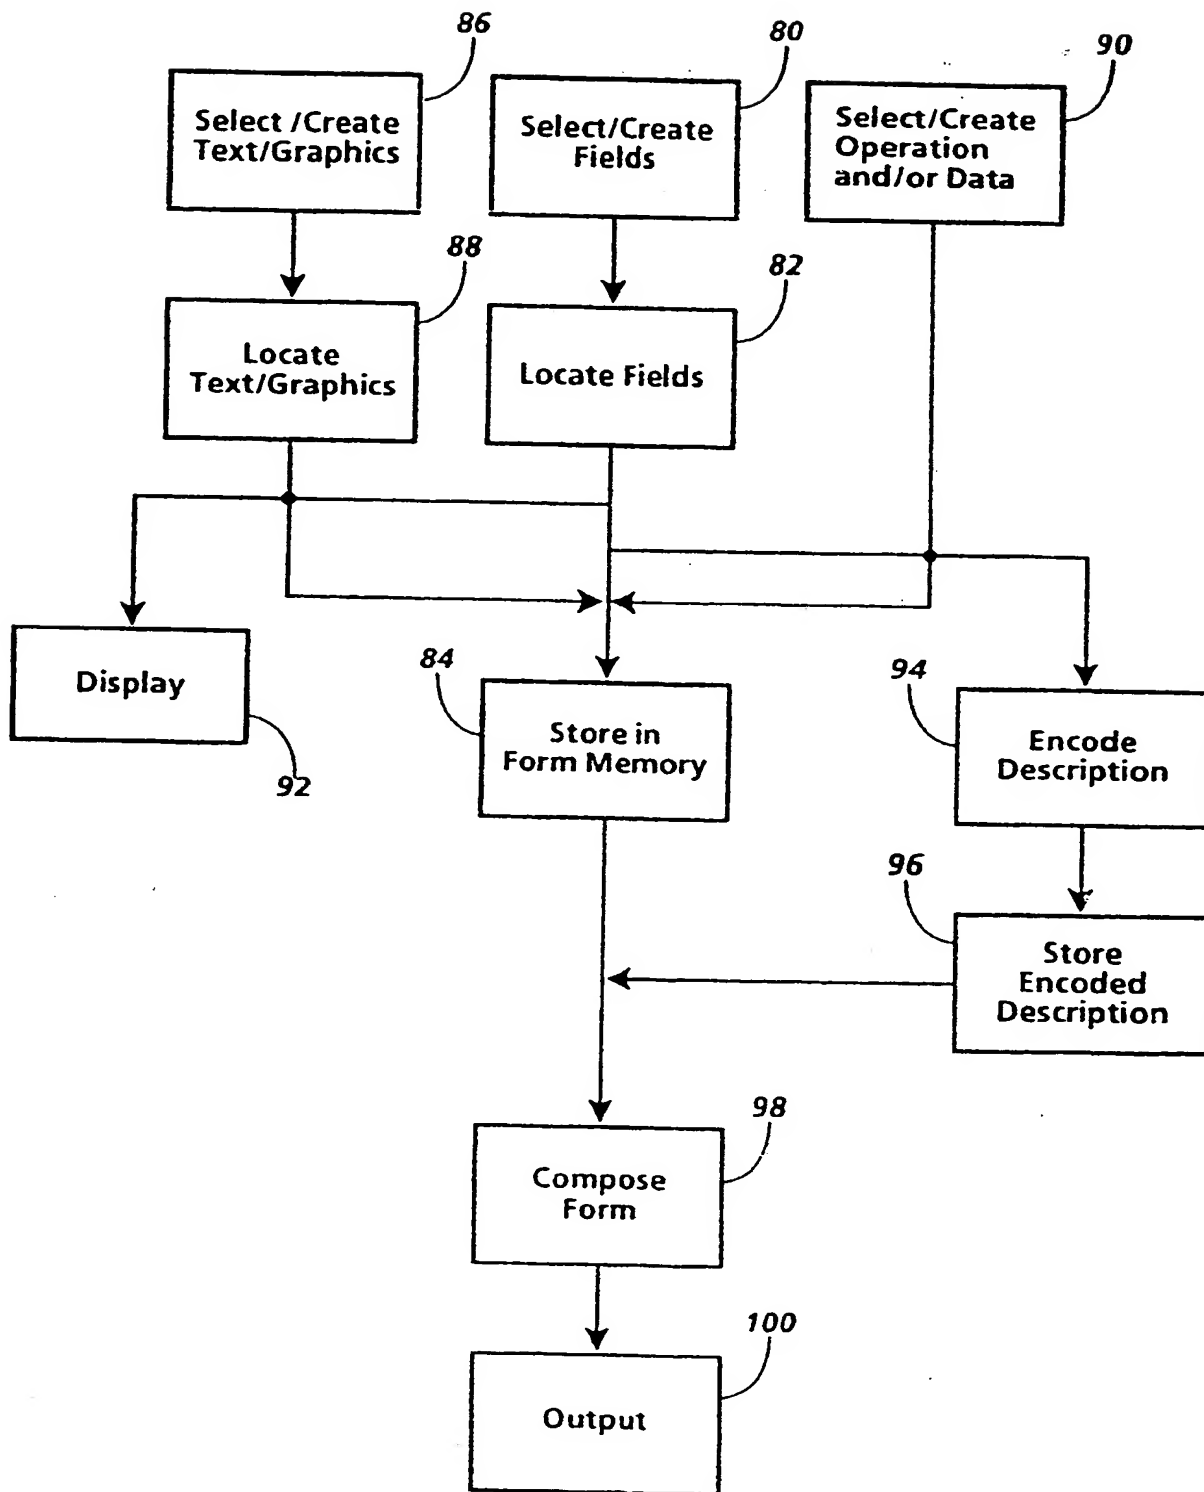 86
80
90
Select /Create
Text/Graphics
Select/Create
Fields
Select/Create
Operation
and/or Data
88
82
Locate
Text/Graphics
Locate Fields
Display
92
84
Store in
Form Memory
94
Encode
Description
96
Store
Encoded
Description
98
Compose
Form
100
Output